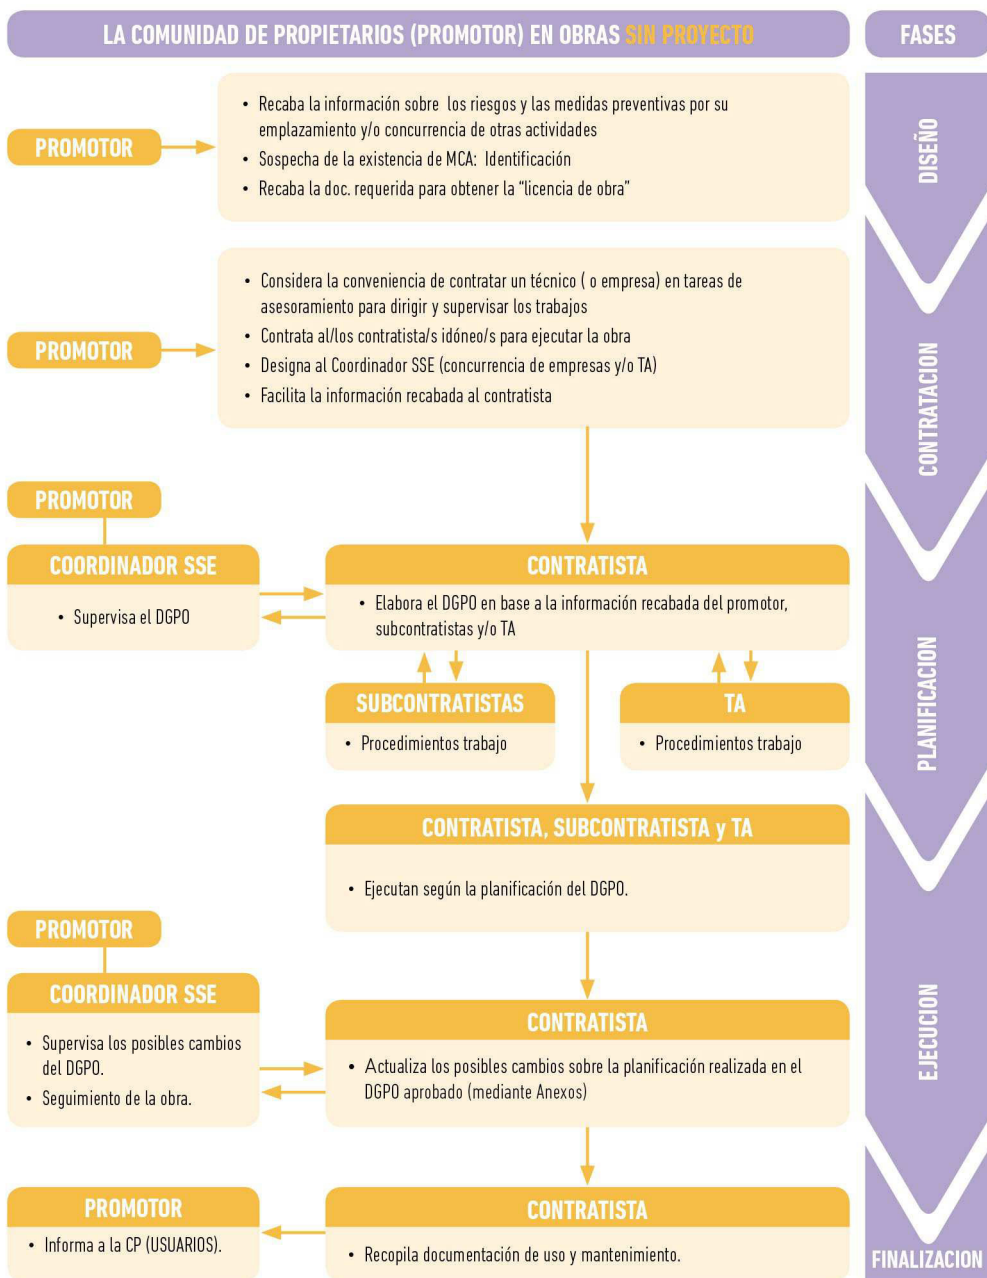 LA COMUNIDAD DE PROPIETARIOS (PROMOTOR) EN OBRAS SIN PROYECTO
FASES
PROMOTOR
• Recaba la información sobre los riesgos y las medidas preventivas por su
emplazamiento y/o concurrencia de otras actividades
• Sospecha de la existencia de MCA: Identificación
• Recaba la doc. requerida para obtener la “licencia de obra”
DISEÑO
PROMOTOR
• Considera la conveniencia de contratar un técnico ( o empresa) en tareas de
asesoramiento para dirigir y supervisar los trabajos
• Contrata al/los contratista/s idóneo/s para ejecutar la obra
• Designa al Coordinador SSE (concurrencia de empresas y/o TA)
• Facilita la información recabada al contratista
CONTRATACION
PROMOTOR
COORDINADOR SSE
• Supervisa el DGPO
CONTRATISTA
• Elabora el DGPO en base a la información recabada del promotor,
subcontratistas y/o TA
SUBCONTRATISTAS
• Procedimientos trabajo
TA
• Procedimientos trabajo
PLANIFICACION
CONTRATISTA, SUBCONTRATISTA y TA
• Ejecutan según la planificación del DGPO.
PROMOTOR
COORDINADOR SSE
• Supervisa los posibles cambios
del DGPO.
• Seguimiento de la obra.
CONTRATISTA
• Actualiza los posibles cambios sobre la planificación realizada en el
DGPO aprobado (mediante Anexos)
EJECUCION
PROMOTOR
• Informa a la CP (USUARIOS).
CONTRATISTA
• Recopila documentación de uso y mantenimiento.
FINALIZACION